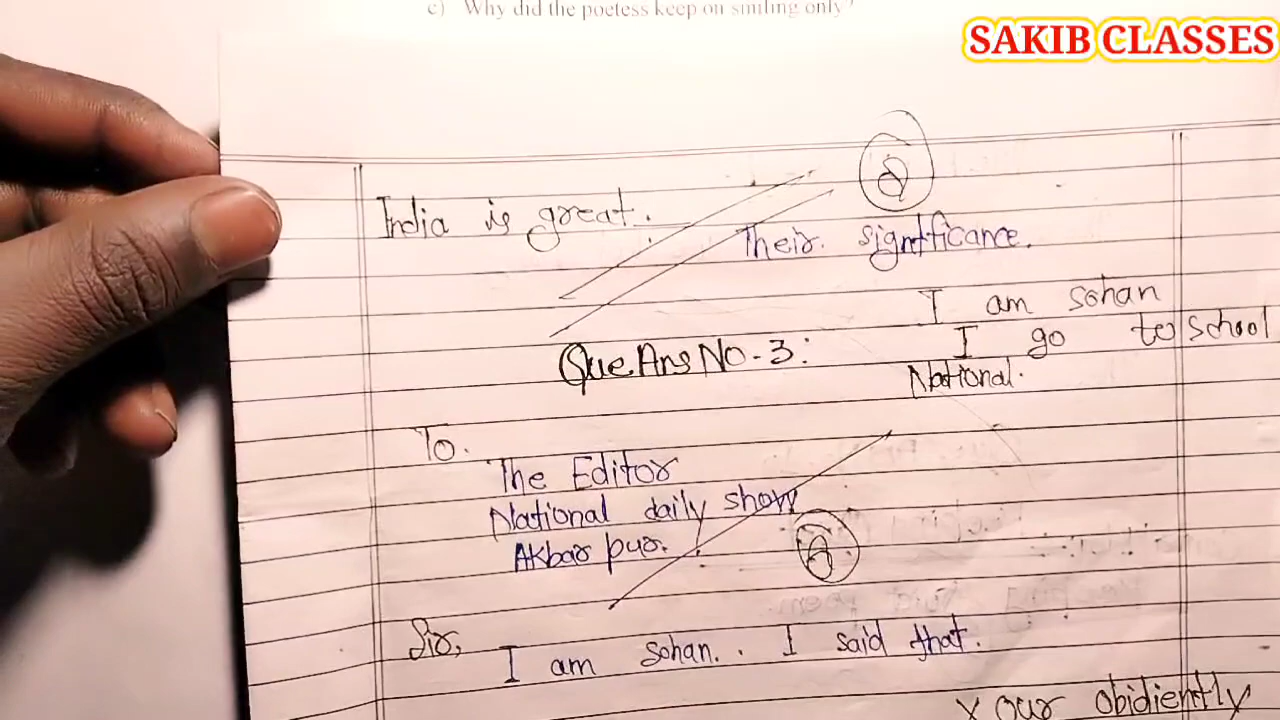 c) Why did the poetess keep on smiling only?
SAKIB CLASSES
India is great.
Their significance.
I am sohan
I go to school
National.
Que Ans No-3:
To.
The Editor
National daily show
Akbar pur.
Sir,
I am sohan. . I said that.
Your obidiently